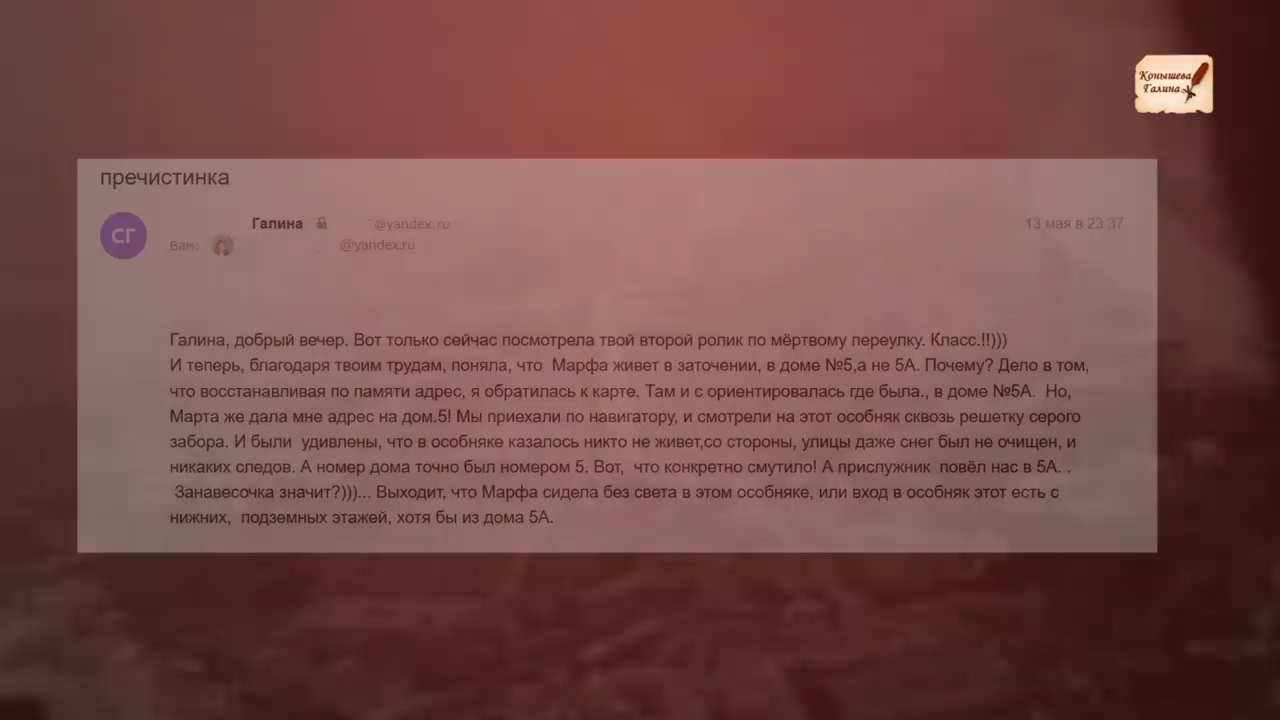 Конышева
Галина
пречистинка
СГ
Галина
@yandex.ru
13 мая в 23:37
Вам:
@yandex.ru
Галина, добрый вечер. Вот только сейчас посмотрела твой второй ролик по мёртвому переулку. Класс.!!)))
И теперь, благодаря твоим трудам, поняла, что Марфа живет в заточении, в доме №5,а не 5А. Почему? Дело в том,
что восстанавливая по памяти адрес, я обратилась к карте. Там и с ориентировалась где была., в доме №5А. Но,
Марта же дала мне адрес на дом.5! Мы приехали по навигатору, и смотрели на этот особняк сквозь решетку серого
забора. И были удивлены, что в особняке казалось никто не живет,со стороны, улицы даже снег был не очищен, и
никаких следов. А номер дома точно был номером 5. Вот, что конкретно смутило! А прислужник повёл нас в 5А. .
Занавесочка значит?)))... Выходит, что Марфа сидела без света в этом особняке, или вход в особняк этот есть с
нижних, подземных этажей, хотя бы из дома 5А.